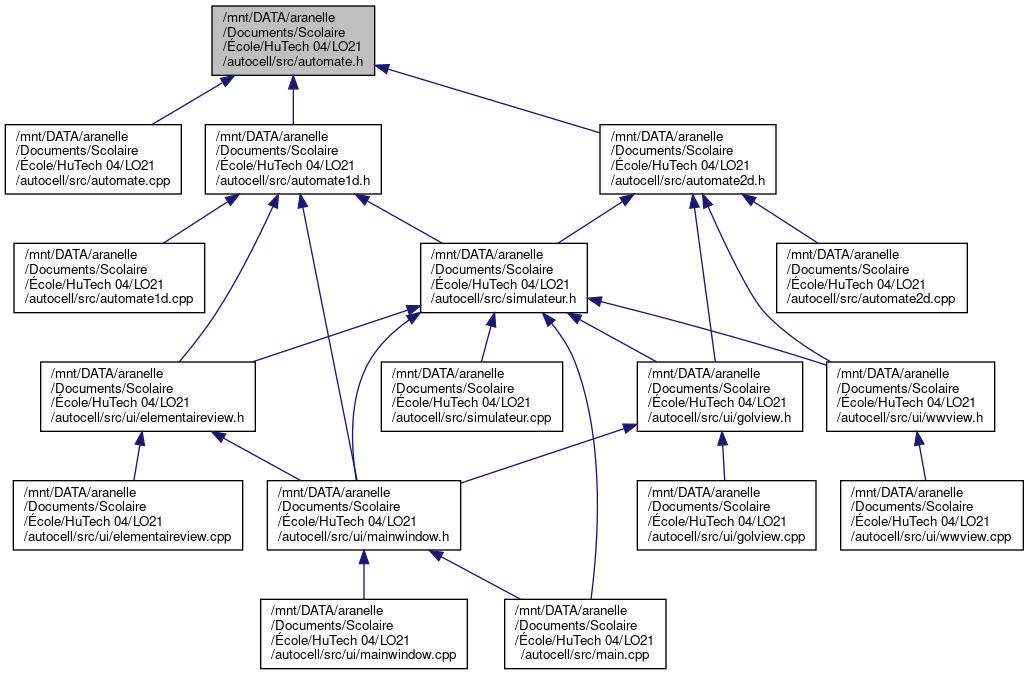 /mnt/DATA/aranelle
/Documents/Scolaire
/École/HuTech 04/LO21
/autocell/src/automate.h
/mnt/DATA/aranelle
/Documents/Scolaire
/École/HuTech 04/LO21
/autocell/src/automate.cpp
/mnt/DATA/aranelle
/Documents/Scolaire
/École/HuTech 04/LO21
/autocell/src/automate1d.h
/mnt/DATA/aranelle
/Documents/Scolaire
/École/HuTech 04/LO21
/autocell/src/automate2d.h
/mnt/DATA/aranelle
/Documents/Scolaire
/École/HuTech 04/LO21
/autocell/src/automate1d.cpp
/mnt/DATA/aranelle
/Documents/Scolaire
/École/HuTech 04/LO21
/autocell/src/simulateur.h
/mnt/DATA/aranelle
/Documents/Scolaire
/École/HuTech 04/LO21
/autocell/src/automate2d.cpp
/mnt/DATA/aranelle
/Documents/Scolaire
/École/HuTech 04/LO21
/autocell/src/ui/elementaireview.h
/mnt/DATA/aranelle
/Documents/Scolaire
/École/HuTech 04/LO21
/autocell/src/simulateur.cpp
/mnt/DATA/aranelle
/Documents/Scolaire
/École/HuTech 04/LO21
/autocell/src/ui/golview.h
/mnt/DATA/aranelle
/Documents/Scolaire
/École/HuTech 04/LO21
/autocell/src/ui/wwview.h
/mnt/DATA/aranelle
/Documents/Scolaire
/École/HuTech 04/LO21
/autocell/src/ui/elementaireview.cpp
/mnt/DATA/aranelle
/Documents/Scolaire
/École/HuTech 04/LO21
/autocell/src/ui/mainwindow.h
/mnt/DATA/aranelle
/Documents/Scolaire
/École/HuTech 04/LO21
/autocell/src/ui/golview.cpp
/mnt/DATA/aranelle
/Documents/Scolaire
/École/HuTech 04/LO21
/autocell/src/ui/wwview.cpp
/mnt/DATA/aranelle
/Documents/Scolaire
/École/HuTech 04/LO21
/autocell/src/ui/mainwindow.cpp
/mnt/DATA/aranelle
/Documents/Scolaire
/École/HuTech 04/LO21
/autocell/src/main.cpp